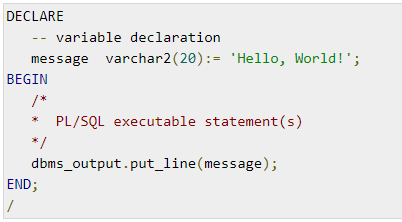 DECLARE
   -- variable declaration
   message  varchar2(20):= 'Hello, World!';
BEGIN
   /*
   *  PL/SQL executable statement(s)
   */
   dbms_output.put_line(message);
END;
/